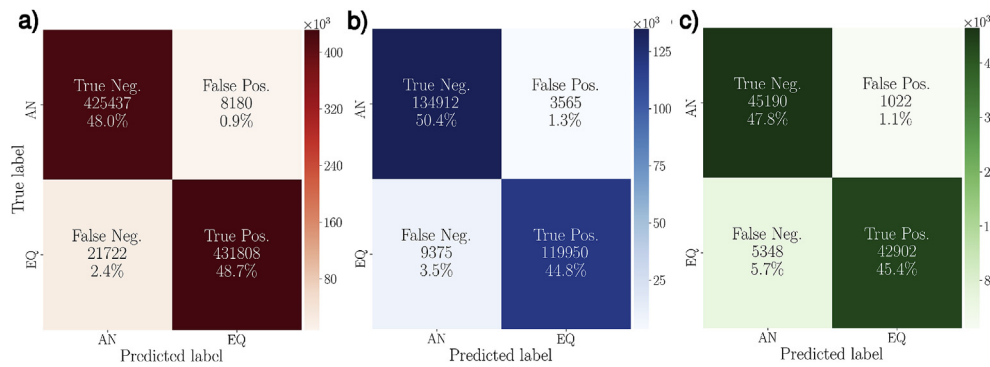 a)
×10³
True Neg.
425437
48.0%
False Pos.
8180
0.9%
False Neg.
21722
2.4%
True Pos.
431808
48.7%
AN
EQ
True label
AN
EQ
Predicted label
400
320
240
160
80
b)
×10³
True Neg.
134912
50.4%
False Pos.
3565
1.3%
False Neg.
9375
3.5%
True Pos.
119950
44.8%
AN
EQ
AN
EQ
Predicted label
125
100
75
50
25
c)
×10³
True Neg.
45190
47.8%
False Pos.
1022
1.1%
False Neg.
5348
5.7%
True Pos.
42902
45.4%
AN
EQ
AN
EQ
Predicted label
4
3
2
1
8